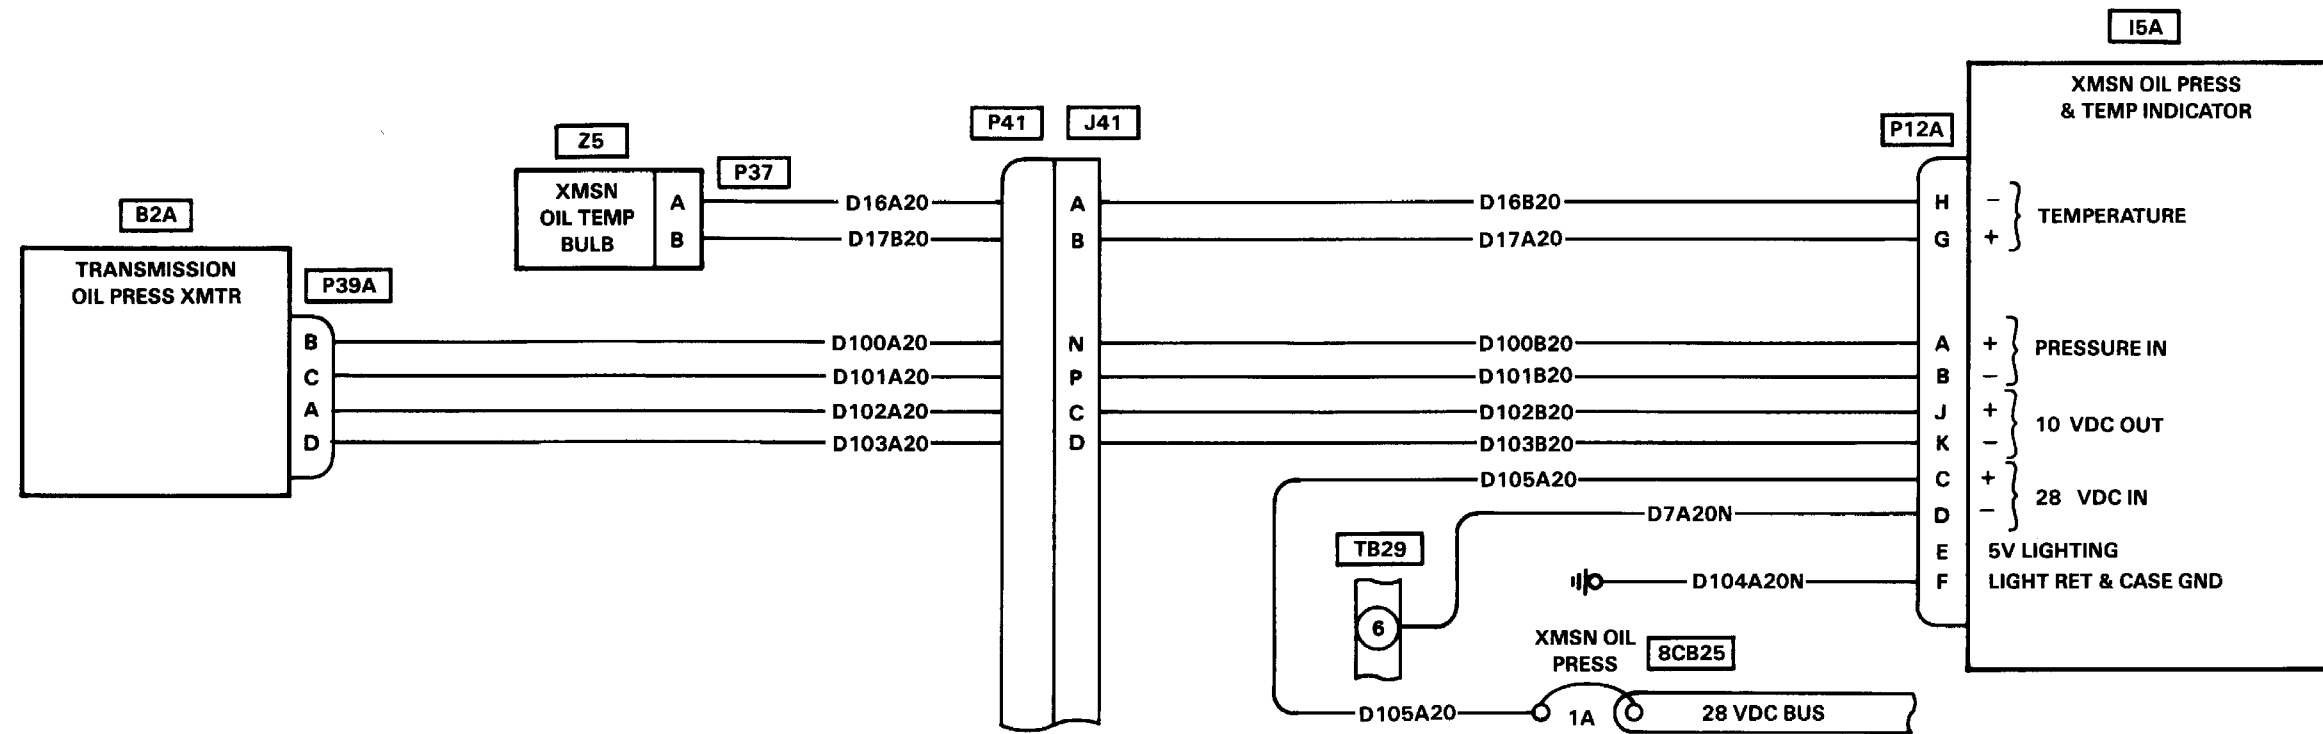 I5A
XMSN OIL PRESS
& TEMP INDICATOR
P41
J41
P12A
Z5
P37
XMSN
OIL TEMP
BULB
A
B
D16A20
D17B20
A
B
D16B20
D17A20
H
G
−
+
TEMPERATURE
B2A
TRANSMISSION
OIL PRESS XMTR
P39A
B
C
A
D
D100A20
D101A20
D102A20
D103A20
N
P
C
D
D100B20
D101B20
D102B20
D103B20
D105A20
D7A20N
D104A20N
A
B
J
K
C
D
E
F
+
−
PRESSURE IN
+
−
10 VDC OUT
+
−
28 VDC IN
5V LIGHTING
LIGHT RET & CASE GND
TB29
6
XMSN OIL
PRESS
8CB25
D105A20
1A
28 VDC BUS